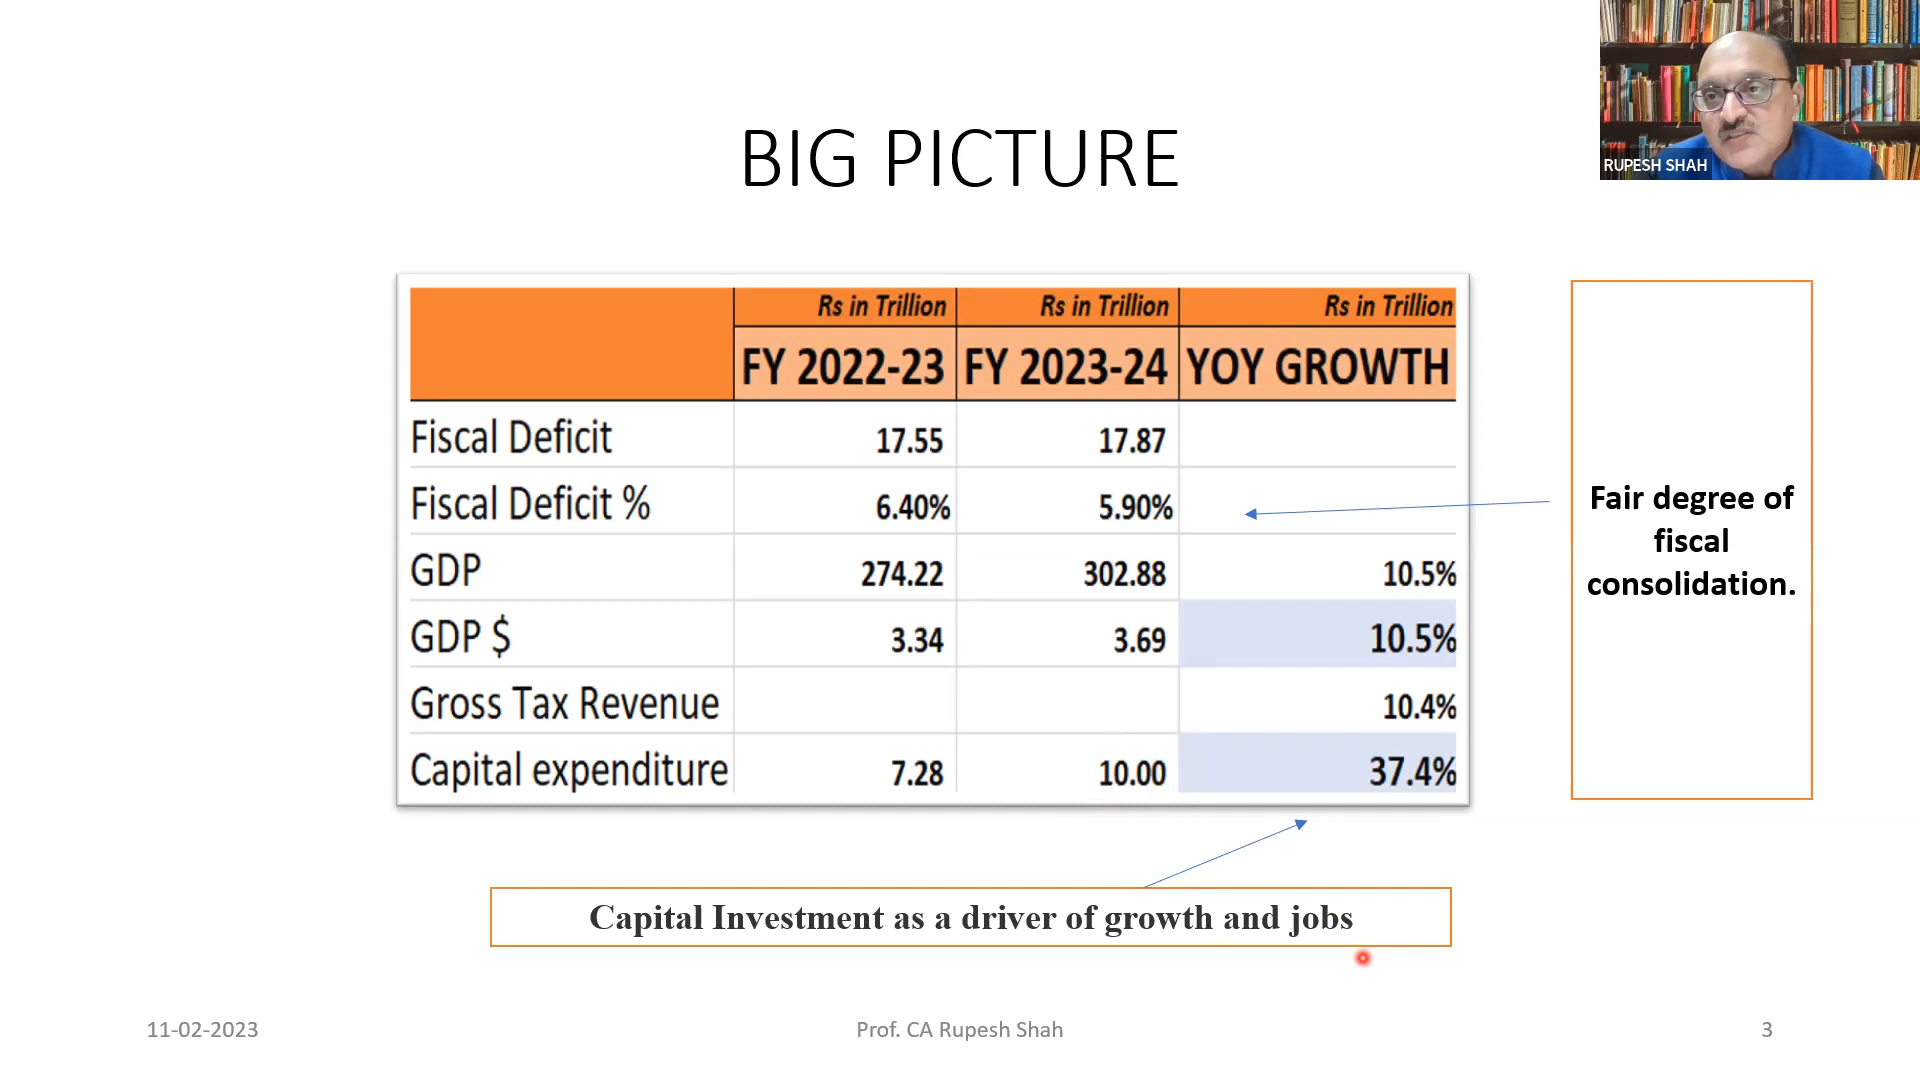 RUPESH SHAH
BIG PICTURE
Rs in Trillion Rs in Trillion Rs in Trillion
FY 2022-23 FY 2023-24 YOY GROWTH
Fiscal Deficit 17.55 17.87
Fiscal Deficit % 6.40% 5.90%
GDP 274.22 302.88 10.5%
GDP $ 3.34 3.69 10.5%
Gross Tax Revenue 10.4%
Capital expenditure 7.28 10.00 37.4%
Fair degree of
fiscal
consolidation.
Capital Investment as a driver of growth and jobs
11-02-2023 Prof. CA Rupesh Shah 3